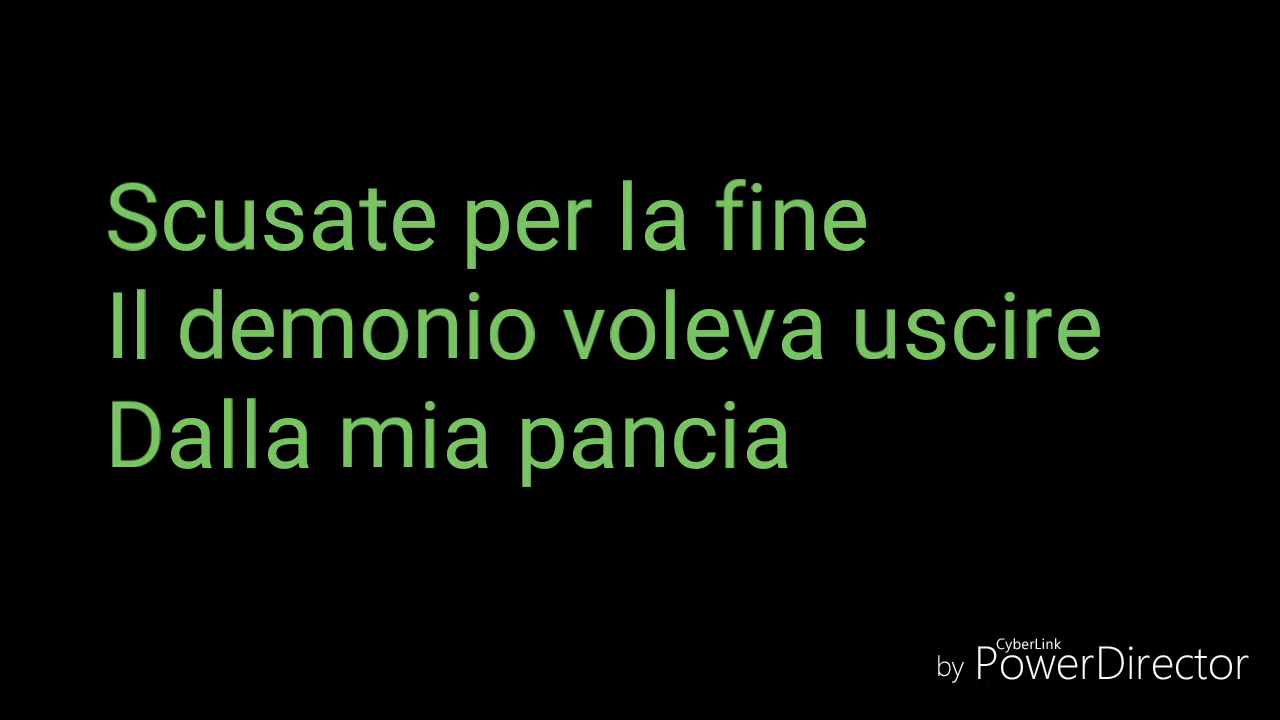 Scusate per la fine
Il demonio voleva uscire
Dalla mia pancia
by CyberLink PowerDirector